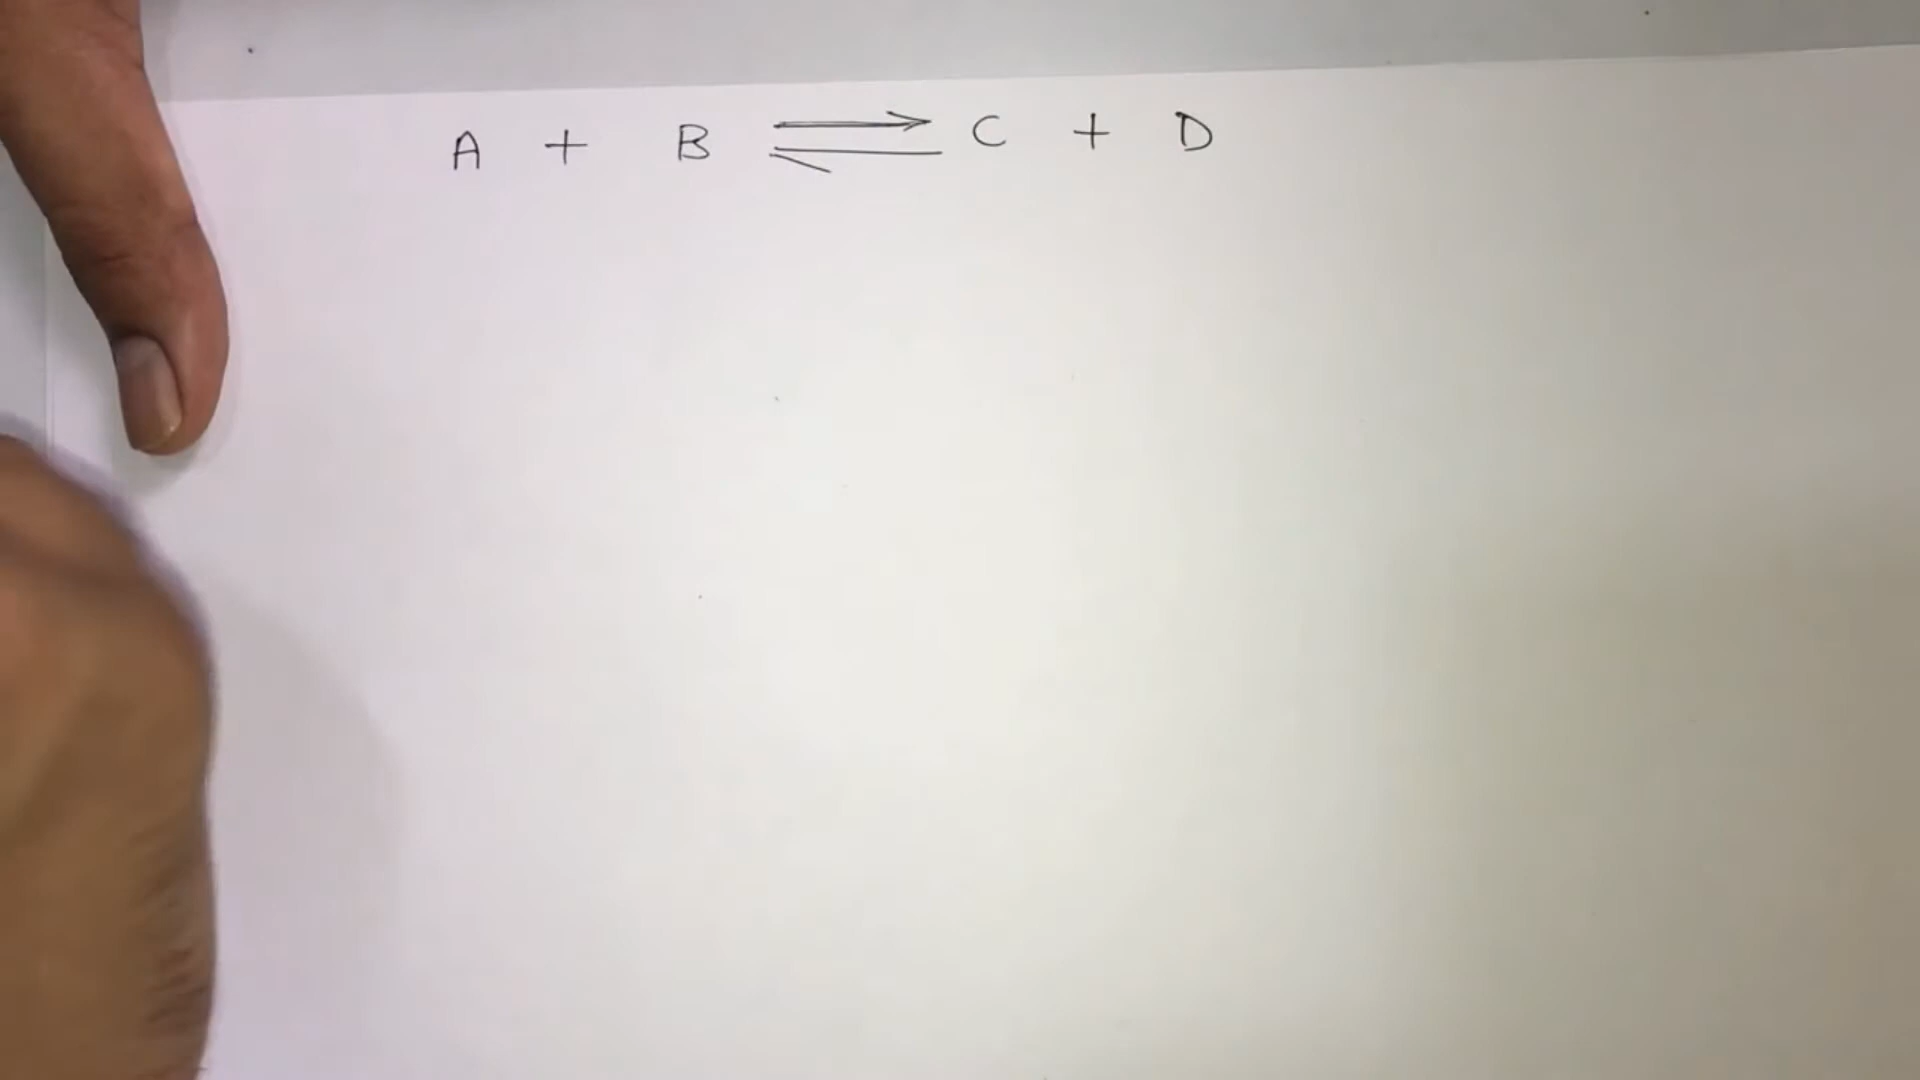 A + B ⇌ C + D